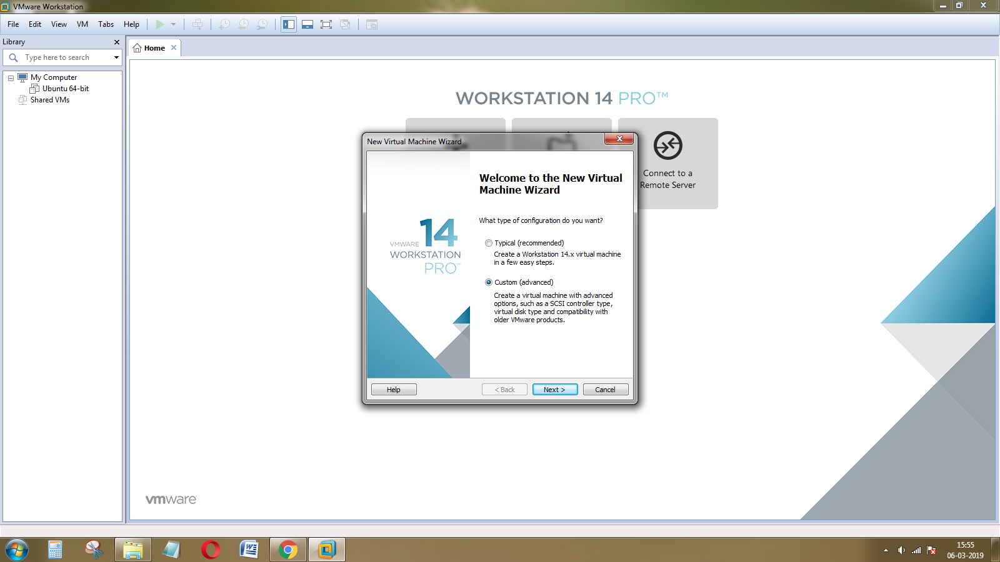 VMware Workstation
File Edit View VM Tabs Help
Library
Type here to search
My Computer
Ubuntu 64-bit
Shared VMs
Home
WORKSTATION 14 PRO™
Connect to a
Remote Server
New Virtual Machine Wizard
VMWARE 14
WORKSTATION
PRO™
Welcome to the New Virtual
Machine Wizard
What type of configuration do you want?
Typical (recommended)
Create a Workstation 14.x virtual machine
in a few easy steps.
Custom (advanced)
Create a virtual machine with advanced
options, such as a SCSI controller type,
virtual disk type and compatibility with
older VMware products.
Help < Back Next > Cancel
vmware
15:55
06-03-2019